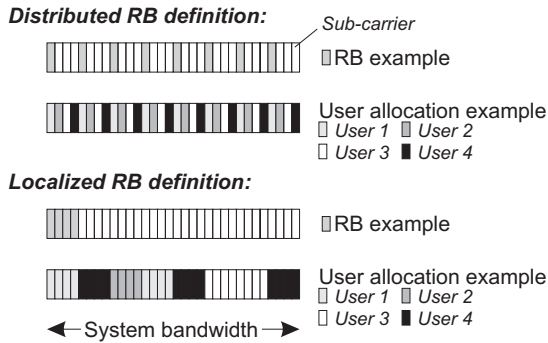 Distributed RB definition:
Sub-carrier
RB example
User allocation example
User 1 User 2
User 3 User 4
Localized RB definition:
RB example
User allocation example
User 1 User 2
User 3 User 4
System bandwidth